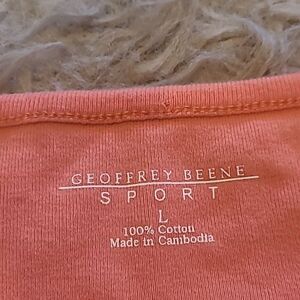 GEOFFREY BEENE
SPORT
L
100% Cotton
Made in Cambodia